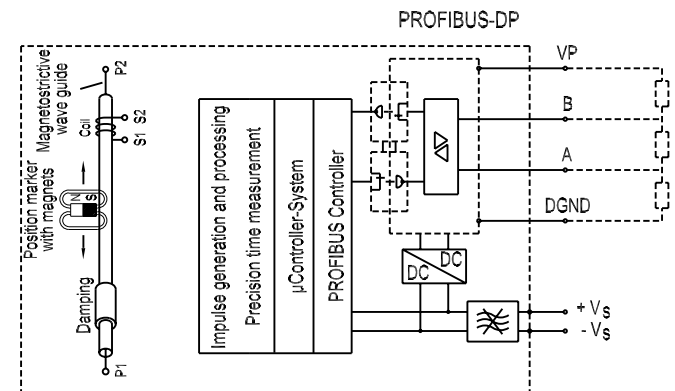 PROFIBUS-DP
P2
Magnetostrictive
wave guide
Coil
S2
S1
Position marker
with magnets
N
S
Damping
P1
Impulse generation and processing
Precision time measurement
µController-System
PROFIBUS Controller
DC
DC
VP
B
A
DGND
+ Vs
- Vs